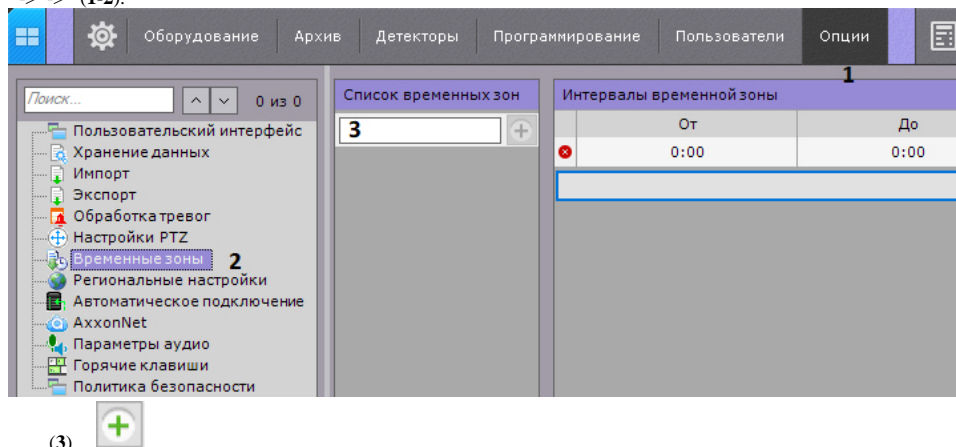 -> -> (1-2).
Оборудование Архив Детекторы Программирование Пользователи Опции
1
Поиск... 0 из 0
Список временных зон
Интервалы временной зоны
3
От До
0:00 0:00
Пользовательский интерфейс
Хранение данных
Импорт
Экспорт
Обработка тревог
Настройки PTZ
Временные зоны 2
Региональные настройки
Автоматическое подключение
AxxonNet
Параметры аудио
Горячие клавиши
Политика безопасности
(3)